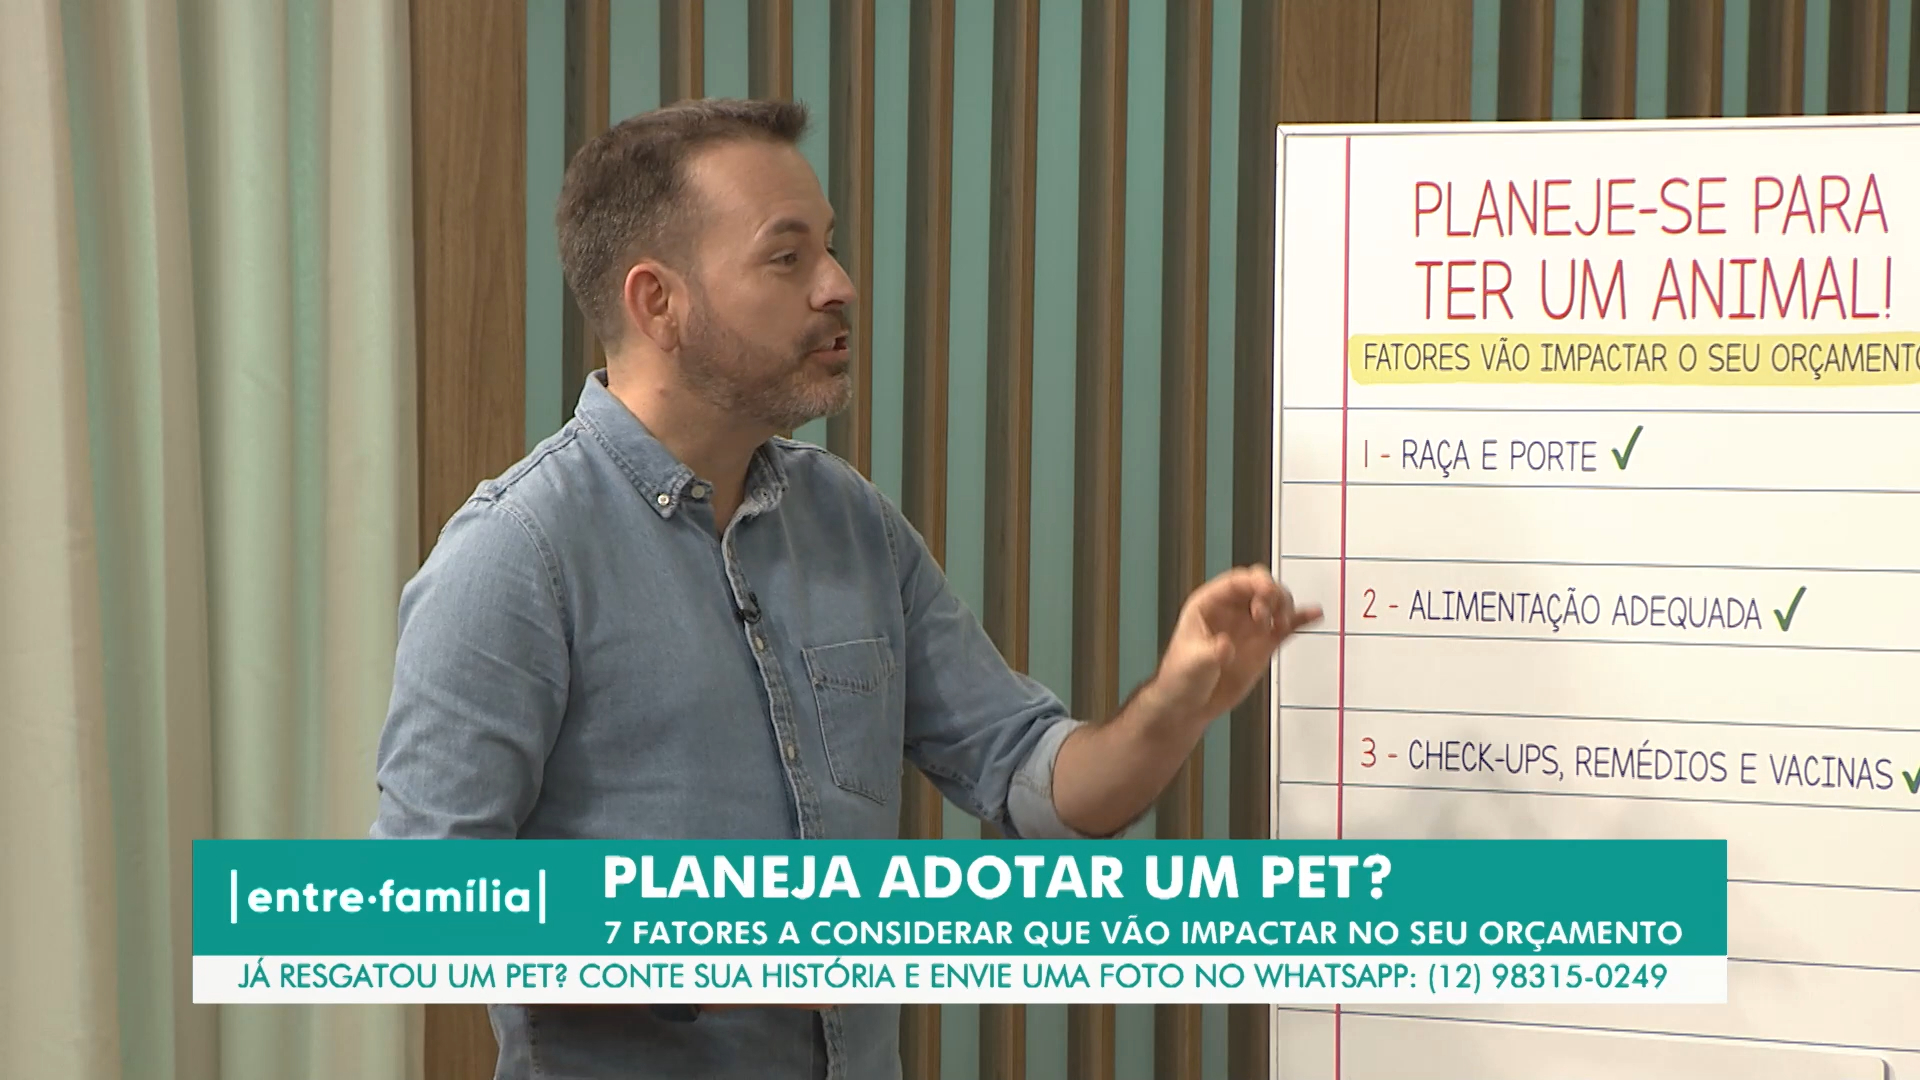 PLANEJE-SE PARA
TER UM ANIMAL!
FATORES VÃO IMPACTAR O SEU ORÇAMENTO
1 - RAÇA E PORTE ✓
2 - ALIMENTAÇÃO ADEQUADA ✓
3 - CHECK-UPS, REMÉDIOS E VACINAS ✓
|entre·família|
PLANEJA ADOTAR UM PET?
7 FATORES A CONSIDERAR QUE VÃO IMPACTAR NO SEU ORÇAMENTO
JÁ RESGATOU UM PET? CONTE SUA HISTÓRIA E ENVIE UMA FOTO NO WHATSAPP: (12) 98315-0249